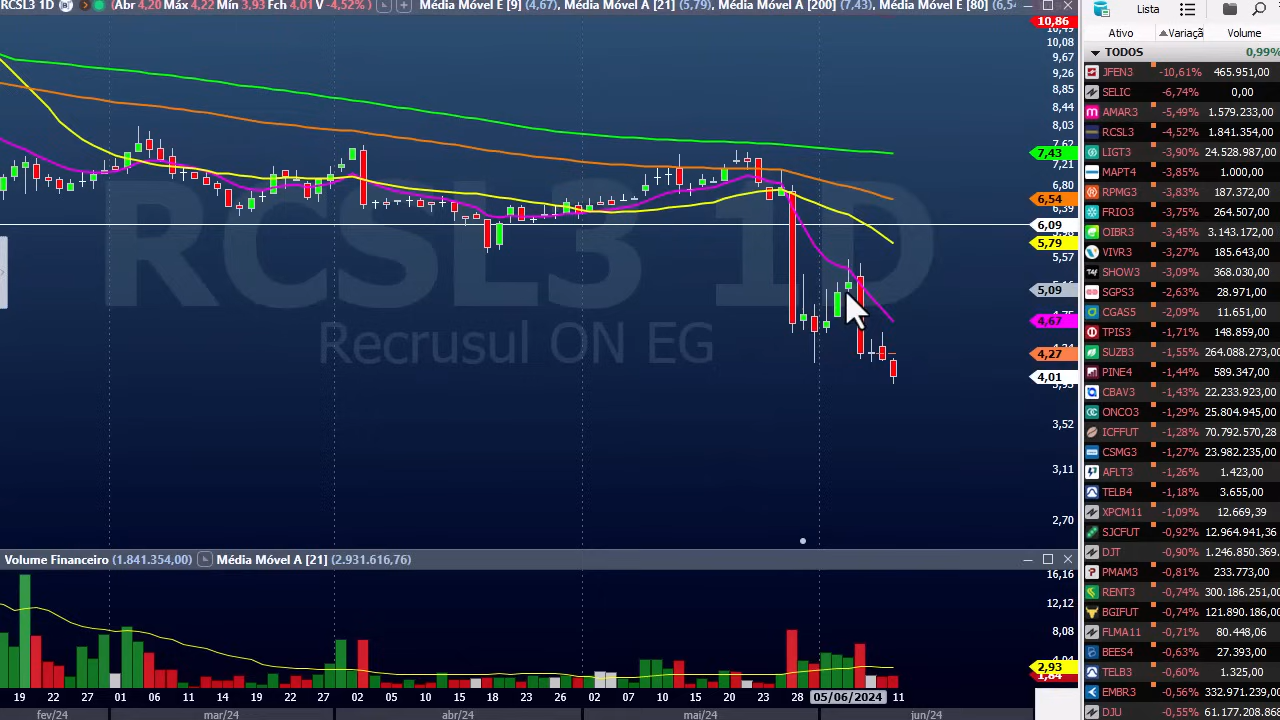 RCSL3 1D (Abr 4,20 Máx 4,22 Mín 3,93 Fch 4,01 V -4,52% ) Média Móvel E [9] (4,67), Média Móvel A [21] (5,79), Média Móvel A [200] (7,43), Média Móvel E [80] (6,54
RCSL3 1D
Recrusul ON EG
10,86
10,08
9,67
9,26
8,85
8,44
8,03
7,62
7,43
7,21
6,80
6,54
6,39
6,09
5,79
5,57
5,09
4,67
4,27
4,01
3,52
3,11
2,70
Volume Financeiro (1.841.354,00) Média Móvel A [21] (2.931.616,76)
16,16
12,12
8,08
4,04
2,93
1,84
19 22 27 01 06 11 14 19 22 27 02 05 10 15 18 23 26 02 07 10 15 20 23 28 05/06/2024 11
fev/24 mar/24 abr/24 mai/24 jun/24
Lista
Ativo Variaçã Volume
TODOS 0,99%
JFEN3 -10,61% 465.951,00
SELIC -6,74% 0,00
AMAR3 -5,49% 1.579.233,00
RCSL3 -4,52% 1.841.354,00
LIGT3 -3,90% 24.528.987,00
MAPT4 -3,85% 1.000,00
RPMG3 -3,83% 187.372,00
FRIO3 -3,75% 264.507,00
OIBR3 -3,45% 3.143.172,00
VIVR3 -3,27% 185.643,00
SHOW3 -3,09% 368.030,00
SGPS3 -2,63% 28.971,00
CGAS5 -2,09% 11.651,00
TPIS3 -1,71% 148.859,00
SUZB3 -1,55% 264.088.273,00
PINE4 -1,44% 589.347,00
CBAV3 -1,43% 22.233.923,00
ONCO3 -1,29% 25.804.945,00
ICFFUT -1,28% 70.792.570,28
CSMG3 -1,27% 23.982.235,00
AFLT3 -1,26% 1.423,00
TELB4 -1,18% 3.655,00
XPCM11 -1,09% 12.669,39
SJCFUT -0,92% 12.964.941,36
DJT -0,90% 1.246.850.369,
PMAM3 -0,81% 233.773,00
RENT3 -0,74% 300.186.251,00
BGIFUT -0,74% 121.890.186,00
FLMA11 -0,71% 80.448,06
BEES4 -0,63% 27.393,00
TELB3 -0,60% 1.325,00
EMBR3 -0,56% 332.971.239,00
DJU -0,55% 61.177.208.868